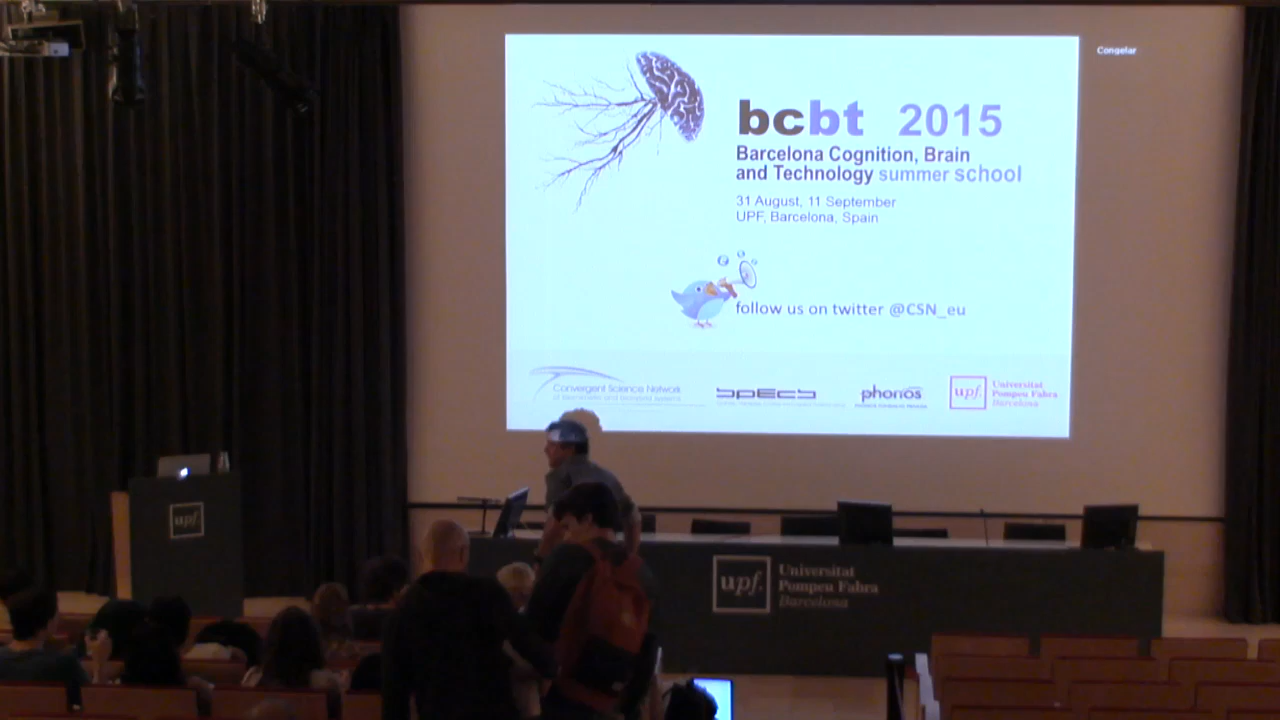 Congelar
bcbt 2015
Barcelona Cognition, Brain
and Technology summer school
31 August, 11 September
UPF, Barcelona, Spain
follow us on twitter @CSN_eu
Convergent Science Network
specs
phonos
upf.
Universitat
Pompeu Fabra
Barcelona
upf.
upf.
Universitat
Pompeu Fabra
Barcelona